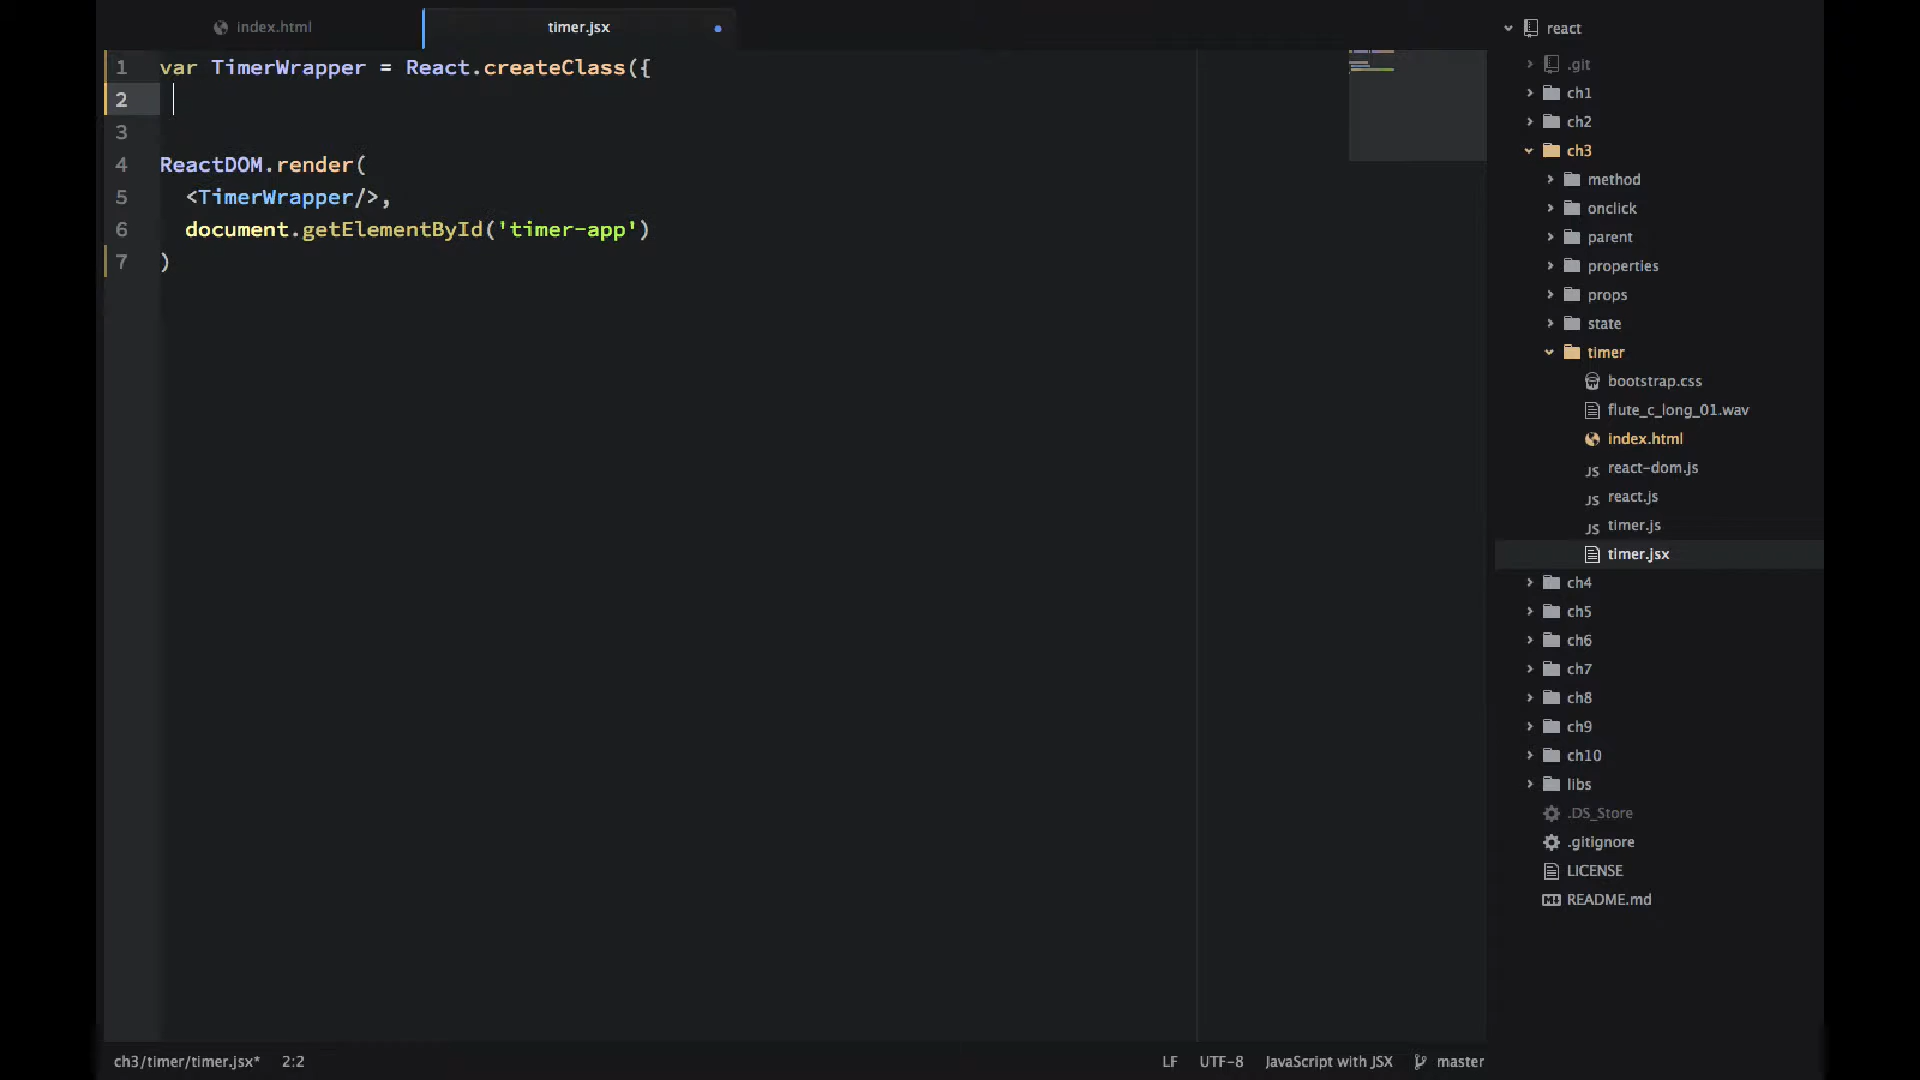 index.html
timer.jsx
1 var TimerWrapper = React.createClass({
2
3
4 ReactDOM.render(
5 <TimerWrapper/>,
6 document.getElementById('timer-app')
7 )
react
.git
ch1
ch2
ch3
method
onclick
parent
properties
props
state
timer
bootstrap.css
flute_c_long_01.wav
index.html
JS react-dom.js
JS react.js
JS timer.js
timer.jsx
ch4
ch5
ch6
ch7
ch8
ch9
ch10
libs
.DS_Store
.gitignore
LICENSE
README.md
ch3/timer/timer.jsx* 2:2 LF UTF-8 JavaScript with JSX master